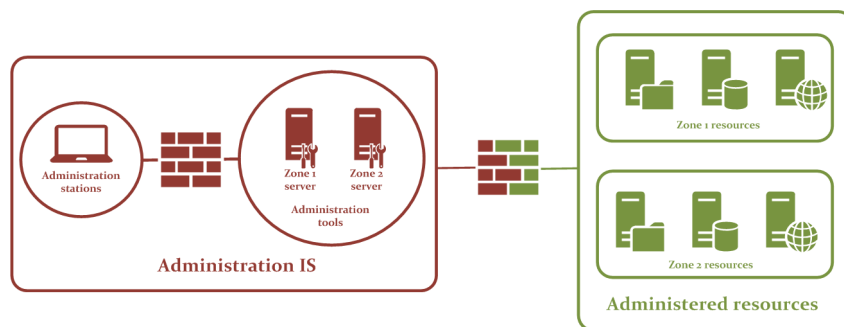 Administration
stations
Zone 1
server
Zone 2
server
Administration
tools
Administration IS
Zone 1 resources
Zone 2 resources
Administered resources